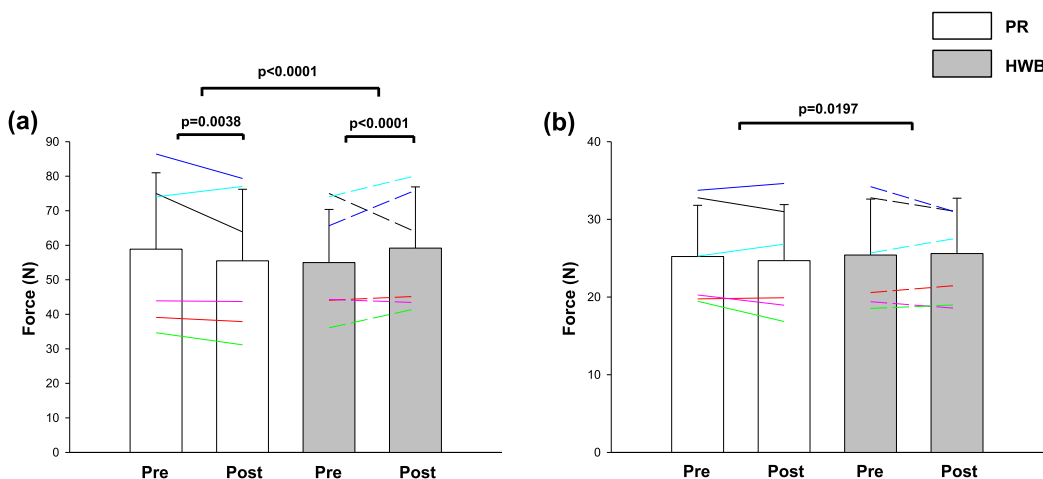 PR
HWB
p<0.0001
(a)
p=0.0038
p<0.0001
Force (N)
90
80
70
60
50
40
30
20
10
0
Pre
Post
Pre
Post
(b)
p=0.0197
Force (N)
40
30
20
10
0
Pre
Post
Pre
Post